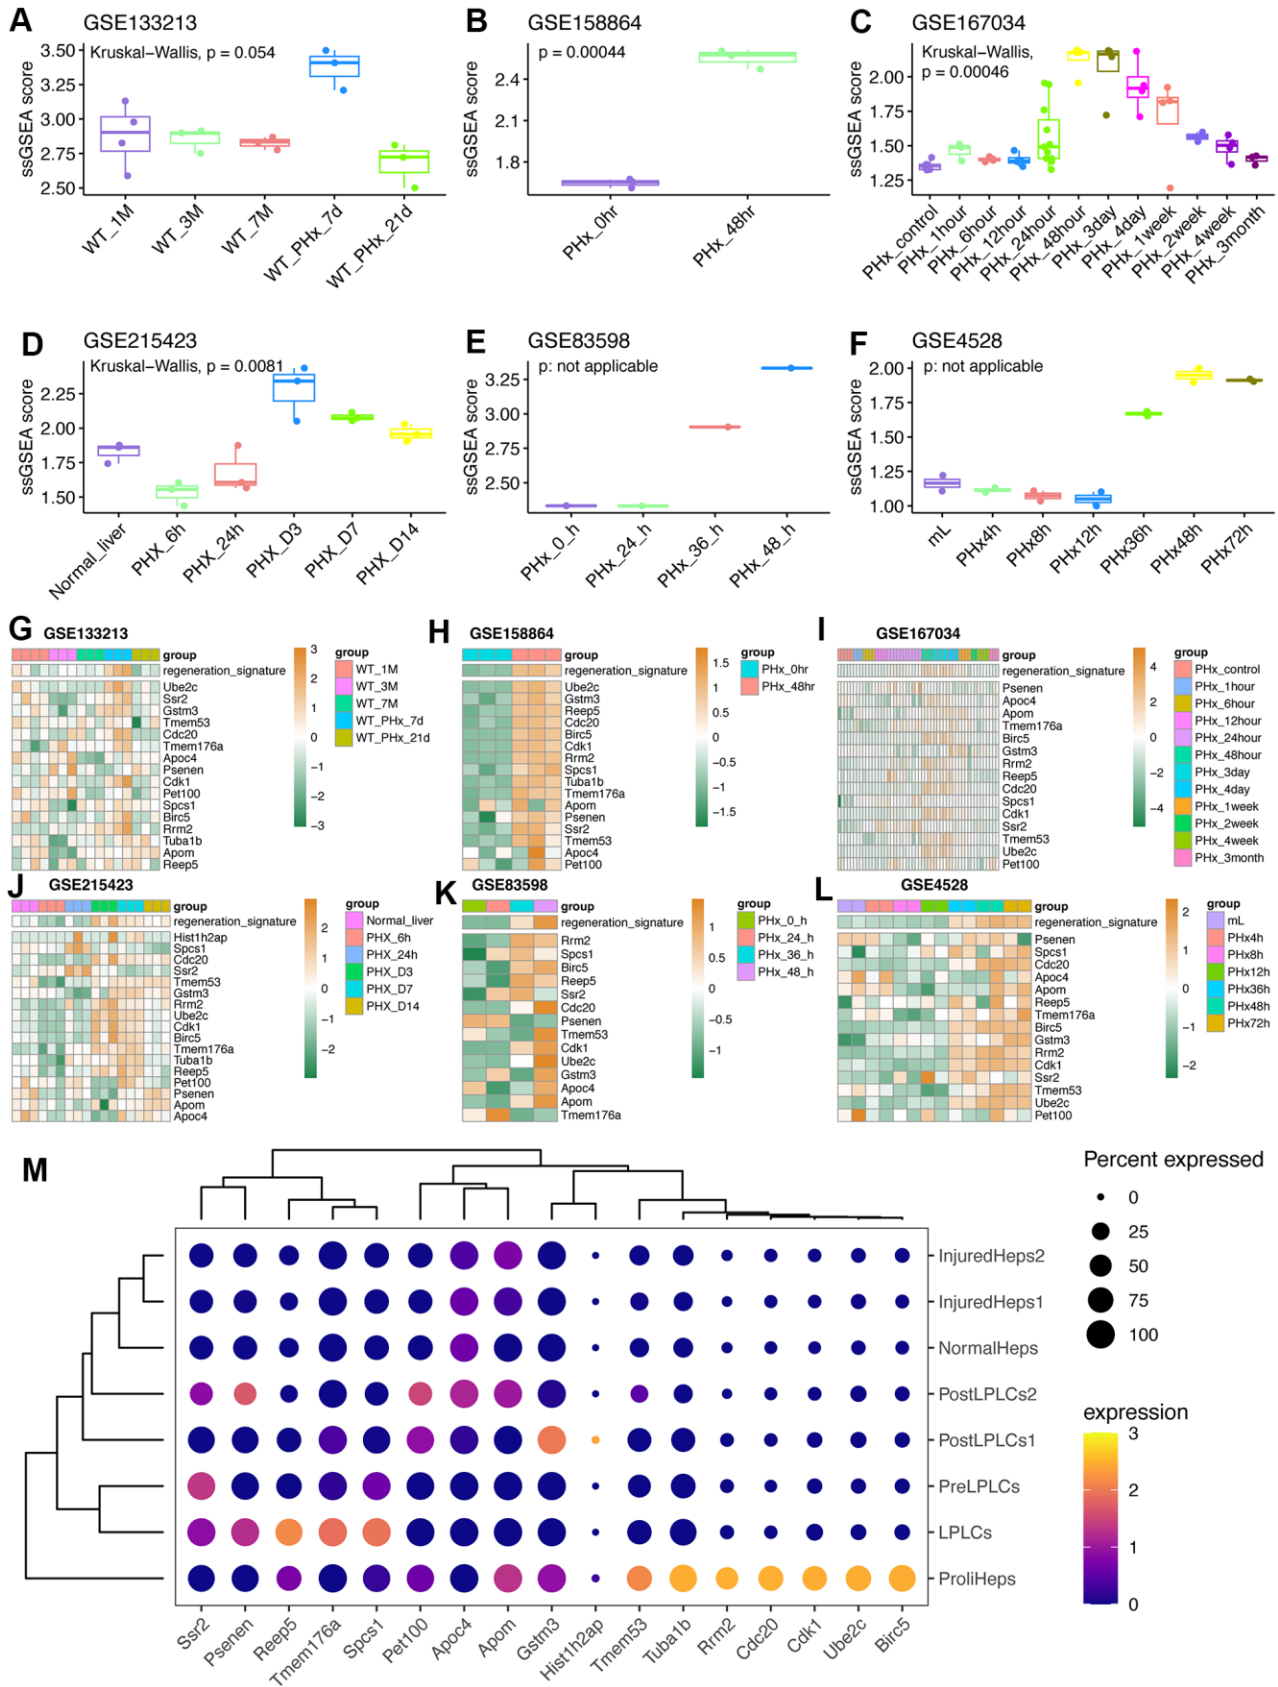 A GSE133213
Kruskal–Wallis, p = 0.054
ssGSEA score
3.50
3.25
3.00
2.75
2.50
WT_1M
WT_3M
WT_7M
WT_PHx_7d
WT_PHx_21d
B GSE158864
p = 0.00044
ssGSEA score
2.4
2.1
1.8
PHx_0hr
PHx_48hr
C GSE167034
Kruskal–Wallis,
p = 0.00046
ssGSEA score
2.00
1.75
1.50
1.25
PHx_control
PHx_1hour
PHx_6hour
PHx_12hour
PHx_24hour
PHx_48hour
PHx_3day
PHx_4day
PHx_1week
PHx_2week
PHx_4week
PHx_3month
D GSE215423
Kruskal–Wallis, p = 0.0081
ssGSEA score
2.25
2.00
1.75
1.50
Normal_liver
PHX_6h
PHX_24h
PHX_D3
PHX_D7
PHX_D14
E GSE83598
p: not applicable
ssGSEA score
3.25
3.00
2.75
2.50
PHx_0_h
PHx_24_h
PHx_36_h
PHx_48_h
F GSE4528
p: not applicable
ssGSEA score
2.00
1.75
1.50
1.25
1.00
mL
PHx4h
PHx8h
PHx12h
PHx36h
PHx48h
PHx72h
G GSE133213
group
regeneration_signature
Ube2c
Ssr2
Gstm3
Tmem53
Cdc20
Tmem176a
Apoc4
Psenen
Cdk1
Pet100
Spcs1
Birc5
Rrm2
Tuba1b
Apom
Reep5
3
2
1
0
−1
−2
−3
group
WT_1M
WT_3M
WT_7M
WT_PHx_7d
WT_PHx_21d
H GSE158864
group
regeneration_signature
Ube2c
Gstm3
Reep5
Cdc20
Birc5
Cdk1
Rrm2
Spcs1
Tuba1b
Tmem176a
Apom
Psenen
Ssr2
Tmem53
Apoc4
Pet100
1.5
1
0.5
0
−0.5
−1
−1.5
group
PHx_0hr
PHx_48hr
I GSE167034
group
regeneration_signature
Psenen
Apoc4
Apom
Tmem176a
Birc5
Gstm3
Rrm2
Reep5
Cdc20
Spcs1
Cdk1
Ssr2
Tmem53
Ube2c
Pet100
4
2
0
−2
−4
group
PHx_control
PHx_1hour
PHx_6hour
PHx_12hour
PHx_24hour
PHx_48hour
PHx_3day
PHx_4day
PHx_1week
PHx_2week
PHx_4week
PHx_3month
J GSE215423
group
regeneration_signature
Hist1h2ap
Spcs1
Cdc20
Ssr2
Tmem53
Gstm3
Rrm2
Ube2c
Cdk1
Birc5
Tmem176a
Tuba1b
Reep5
Pet100
Psenen
Apom
Apoc4
2
1
0
−1
−2
group
Normal_liver
PHX_6h
PHX_24h
PHX_D3
PHX_D7
PHX_D14
K GSE83598
group
regeneration_signature
Rrm2
Spcs1
Birc5
Reep5
Ssr2
Cdc20
Psenen
Tmem53
Cdk1
Ube2c
Gstm3
Apoc4
Apom
Tmem176a
1
0.5
0
−0.5
−1
group
PHx_0_h
PHx_24_h
PHx_36_h
PHx_48_h
L GSE4528
group
regeneration_signature
Psenen
Spcs1
Cdc20
Apoc4
Apom
Reep5
Tmem176a
Birc5
Gstm3
Rrm2
Cdk1
Ssr2
Tmem53
Ube2c
Pet100
2
1
0
−1
−2
group
mL
PHx4h
PHx8h
PHx12h
PHx36h
PHx48h
PHx72h
M
InjuredHeps2
InjuredHeps1
NormalHeps
PostLPLCs2
PostLPLCs1
PreLPLCs
LPLCs
ProliHeps
Ssr2
Psenen
Reep5
Tmem176a
Spcs1
Pet100
Apoc4
Apom
Gstm3
Hist1h2ap
Tmem53
Tuba1b
Rrm2
Cdc20
Cdk1
Ube2c
Birc5
Percent expressed
0
25
50
75
100
expression
3
2
1
0